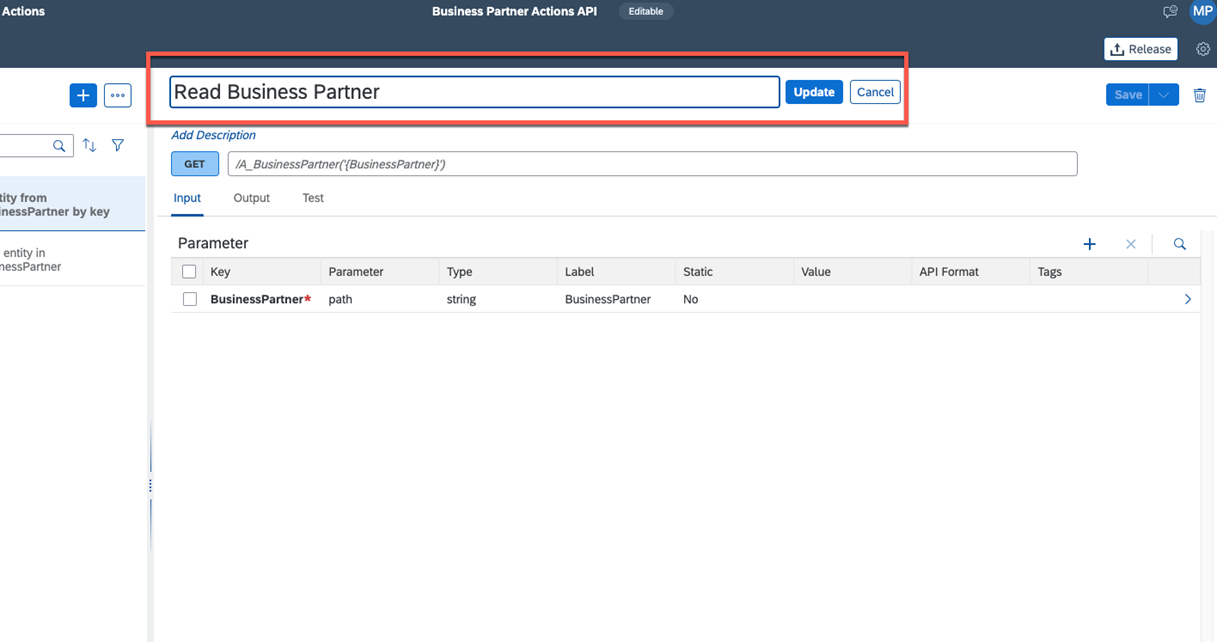 Actions
Business Partner Actions API
Editable
MP
Release
Read Business Partner
Update
Cancel
Save
Add Description
GET
/A_BusinessPartner('{BusinessPartner}')
tity from
inessPartner by key
entity in
nessPartner
Input Output Test
Parameter
Key Parameter Type Label Static Value API Format Tags
BusinessPartner* path string BusinessPartner No